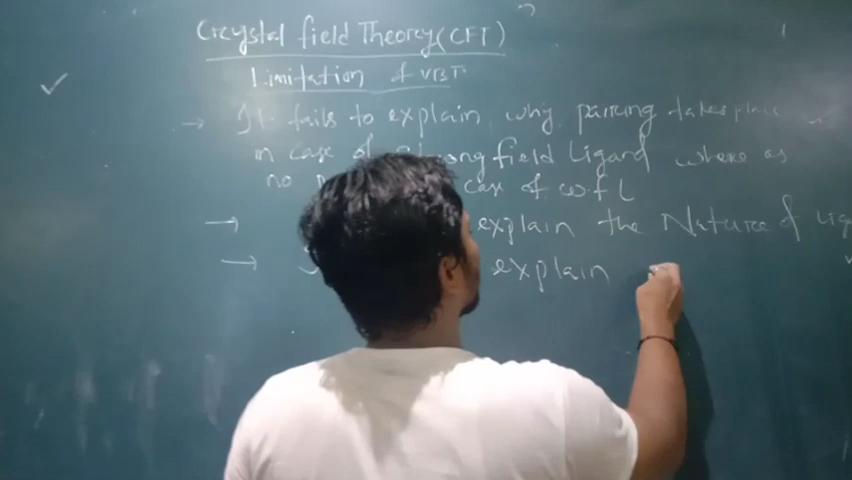 Crystal field Theory (CFT)
Limitation of VBT
→ It fails to explain, why, pairing takes place
in case of Strong field Ligand where as
no case of w.f L
→ explain the Nature of
→ explain